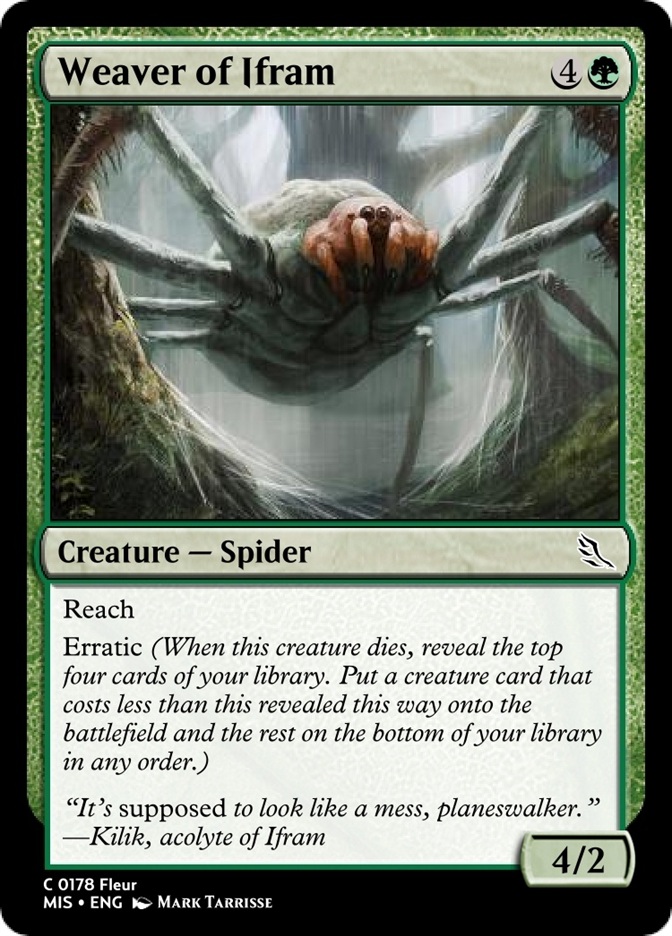 Weaver of Ifram
4
Creature — Spider
Reach
Erratic (When this creature dies, reveal the top
four cards of your library. Put a creature card that
costs less than this revealed this way onto the
battlefield and the rest on the bottom of your library
in any order.)
“It’s supposed to look like a mess, planeswalker.”
—Kilik, acolyte of Ifram
4/2
C 0178 Fleur
MIS • ENG Mark Tarrisse